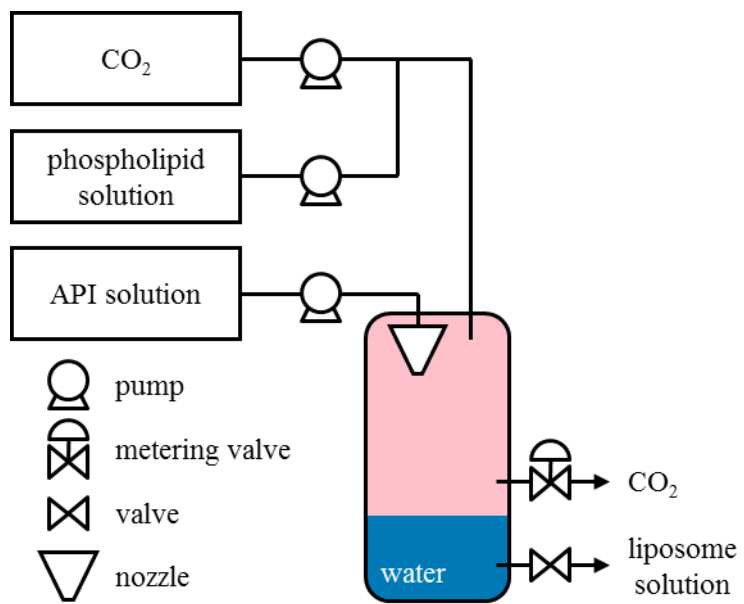 CO₂
phospholipid
solution
API solution
pump
metering valve
valve
nozzle
water
CO₂
liposome
solution